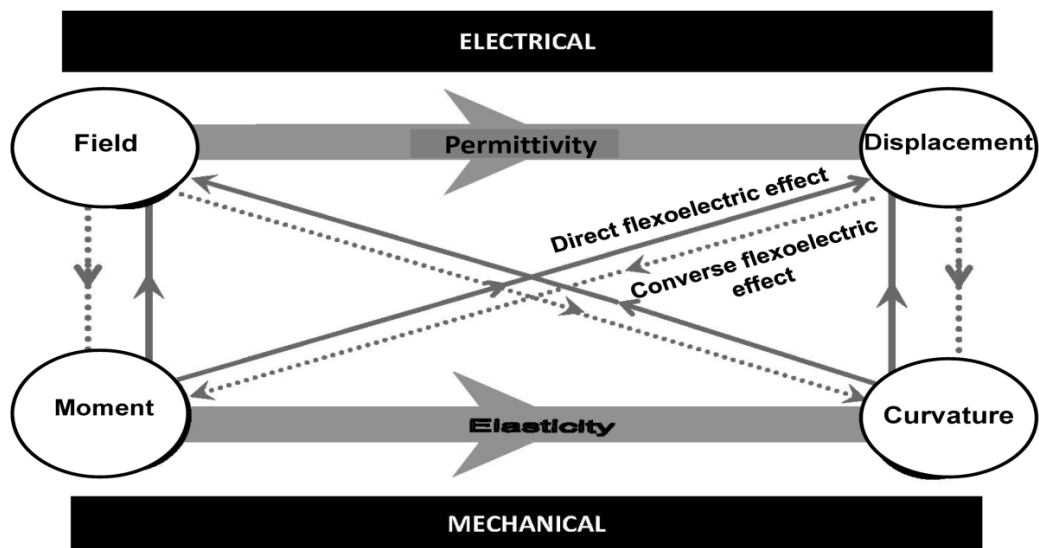 ELECTRICAL
Field
Permittivity
Displacement
Direct flexoelectric effect
Converse flexoelectric
effect
Moment
Elasticity
Curvature
MECHANICAL